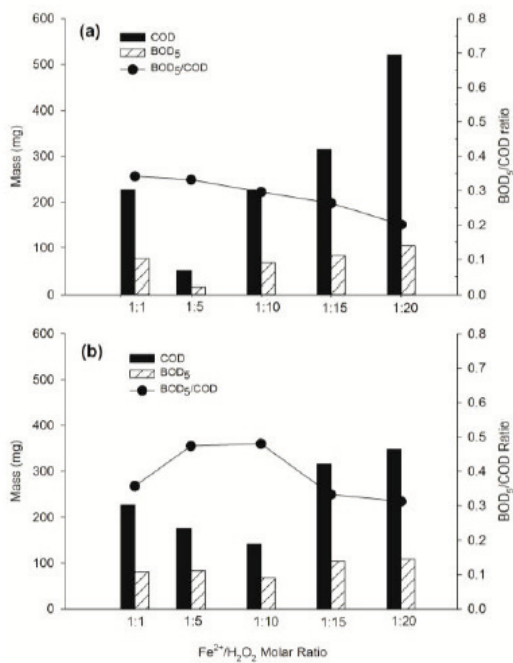 (a)
COD
BOD5
BOD5/COD
600
500
400
300
200
100
0
Mass (mg)
0.8
0.7
0.6
0.5
0.4
0.3
0.2
0.1
0.0
BOD5/COD ratio
1:1 1:5 1:10 1:15 1:20
(b)
COD
BOD5
BOD5/COD
600
500
400
300
200
100
0
Mass (mg)
0.8
0.7
0.6
0.5
0.4
0.3
0.2
0.1
0.0
BOD5/COD Ratio
1:1 1:5 1:10 1:15 1:20
Fe2+/H2O2 Molar Ratio